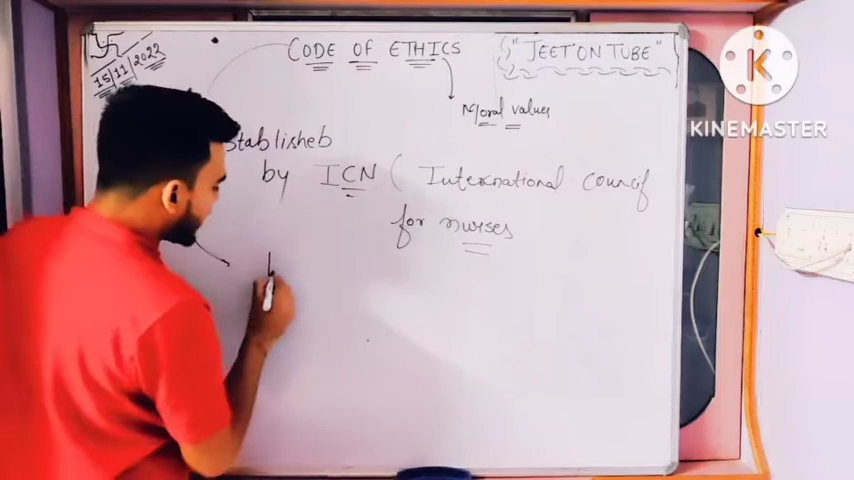 15/11/2022
CODE OF ETHICS
"JEET'ON TUBE"
Moral values
stablisheb
by ICN ( International Council
for nurses
KINEMASTER